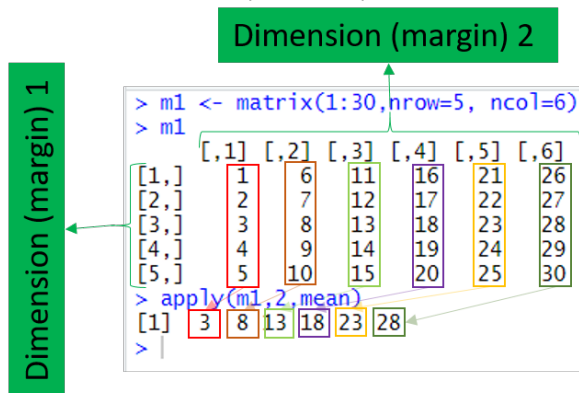 Dimension (margin) 2
Dimension (margin) 1
> m1 <- matrix(1:30,nrow=5, ncol=6)
> m1
[,1] [,2] [,3] [,4] [,5] [,6]
[1,] 1 6 11 16 21 26
[2,] 2 7 12 17 22 27
[3,] 3 8 13 18 23 28
[4,] 4 9 14 19 24 29
[5,] 5 10 15 20 25 30
> apply(m1,2,mean)
[1] 3 8 13 18 23 28
>